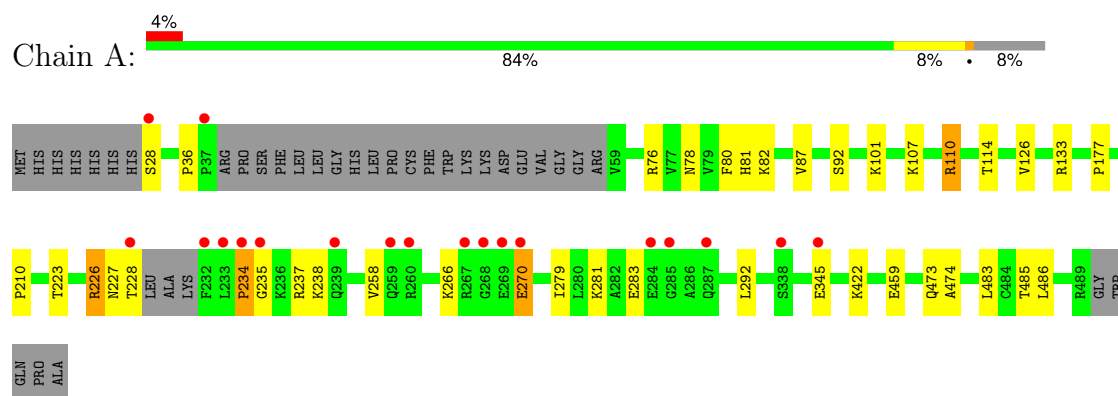 4%
Chain A:
84% 8% • 8%
MET HIS HIS HIS HIS HIS HIS S28 P36 P37 ARG PRO SER PHE LEU LEU GLY HIS LEU PRO CYS PHE TRP LYS LYS ASP GLU VAL GLY GLY ARG V59 R76 V77 N78 V79 F80 H81 K82 V87 S92 K101 K107 R110 T114 V126 R133 P177
P210 T223 R226 N227 T228 LEU ALA LYS F232 L233 P234 G235 K236 R237 K238 Q239 V258 Q259 R260 K266 R267 G268 E269 E270 I279 L280 K281 A282 E283 E284 G285 A286 Q287 L292 S338 E345 K422 E459 Q473 A474 L483 C484 T485 L486 R489 GLY TRP
GLN PRO ALA